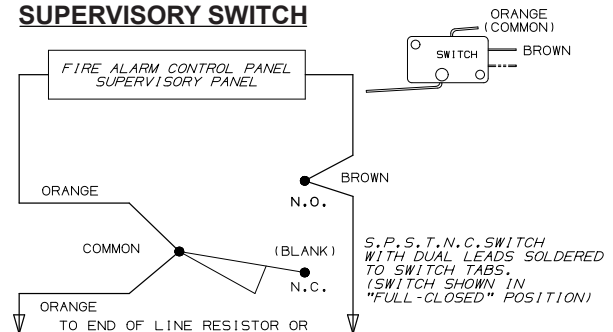 SUPERVISORY SWITCH
ORANGE
(COMMON)
SWITCH
BROWN
FIRE ALARM CONTROL PANEL
SUPERVISORY PANEL
BROWN
N.O.
ORANGE
COMMON
(BLANK)
N.C.
S.P.S.T.N.C.SWITCH
WITH DUAL LEADS SOLDERED
TO SWITCH TABS.
(SWITCH SHOWN IN
"FULL-CLOSED" POSITION)
ORANGE
TO END OF LINE RESISTOR OR